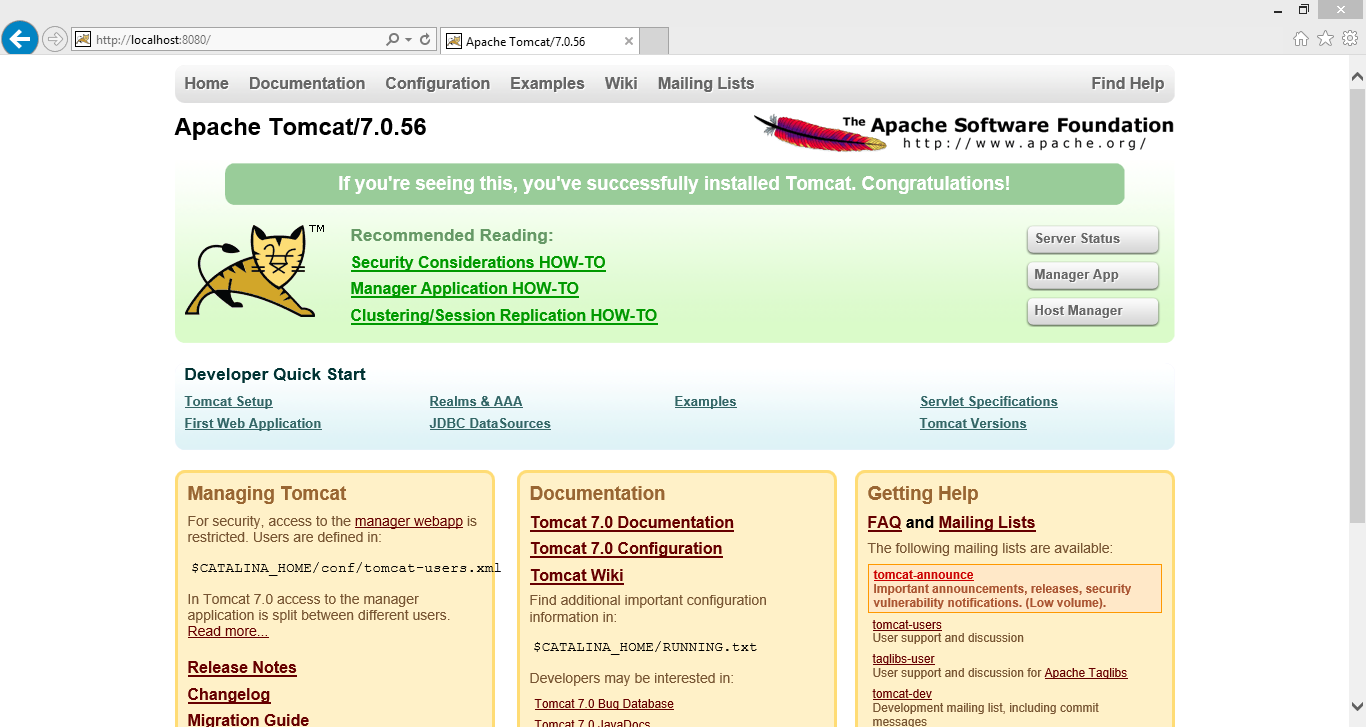 http://localhost:8080/
Apache Tomcat/7.0.56
Home Documentation Configuration Examples Wiki Mailing Lists Find Help
Apache Tomcat/7.0.56
The Apache Software Foundation
http://www.apache.org/
If you're seeing this, you've successfully installed Tomcat. Congratulations!
TM
Recommended Reading:
Security Considerations HOW-TO
Manager Application HOW-TO
Clustering/Session Replication HOW-TO
Server Status
Manager App
Host Manager
Developer Quick Start
Tomcat Setup
First Web Application
Realms & AAA
JDBC DataSources
Examples
Servlet Specifications
Tomcat Versions
Managing Tomcat
For security, access to the manager webapp is
restricted. Users are defined in:
$CATALINA_HOME/conf/tomcat-users.xml
In Tomcat 7.0 access to the manager
application is split between different users.
Read more...
Release Notes
Changelog
Migration Guide
Documentation
Tomcat 7.0 Documentation
Tomcat 7.0 Configuration
Tomcat Wiki
Find additional important configuration
information in:
$CATALINA_HOME/RUNNING.txt
Developers may be interested in:
Tomcat 7.0 Bug Database
Tomcat 7.0 JavaDocs
Getting Help
FAQ and Mailing Lists
The following mailing lists are available:
tomcat-announce
Important announcements, releases, security
vulnerability notifications. (Low volume).
tomcat-users
User support and discussion
taglibs-user
User support and discussion for Apache Taglibs
tomcat-dev
Development mailing list, including commit
messages